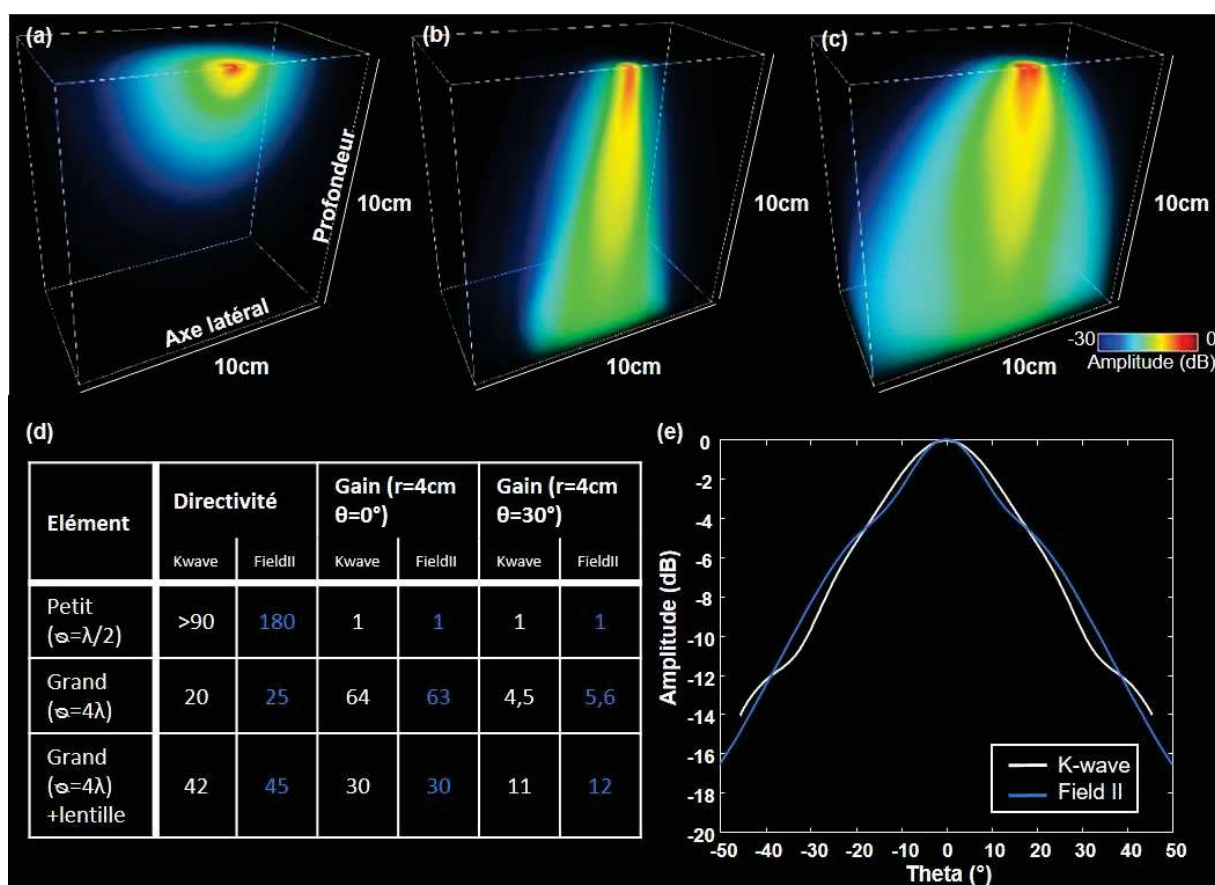 (a)
(b)
(c)
Profondeur
10cm
Axe latéral
10cm
10cm
10cm
10cm
10cm
-30 0
Amplitude (dB)
(d)
Elément Directivité Gain (r=4cm θ=0°) Gain (r=4cm θ=30°)
Kwave FieldII Kwave FieldII Kwave FieldII
Petit (ᴓ=λ/2) >90 180 1 1 1 1
Grand (ᴓ=4λ) 20 25 64 63 4,5 5,6
Grand (ᴓ=4λ) +lentille 42 45 30 30 11 12
(e)
Amplitude (dB)
0
-2
-4
-6
-8
-10
-12
-14
-16
-18
-20
-50 -40 -30 -20 -10 0 10 20 30 40 50
Theta (°)
K-wave
Field II